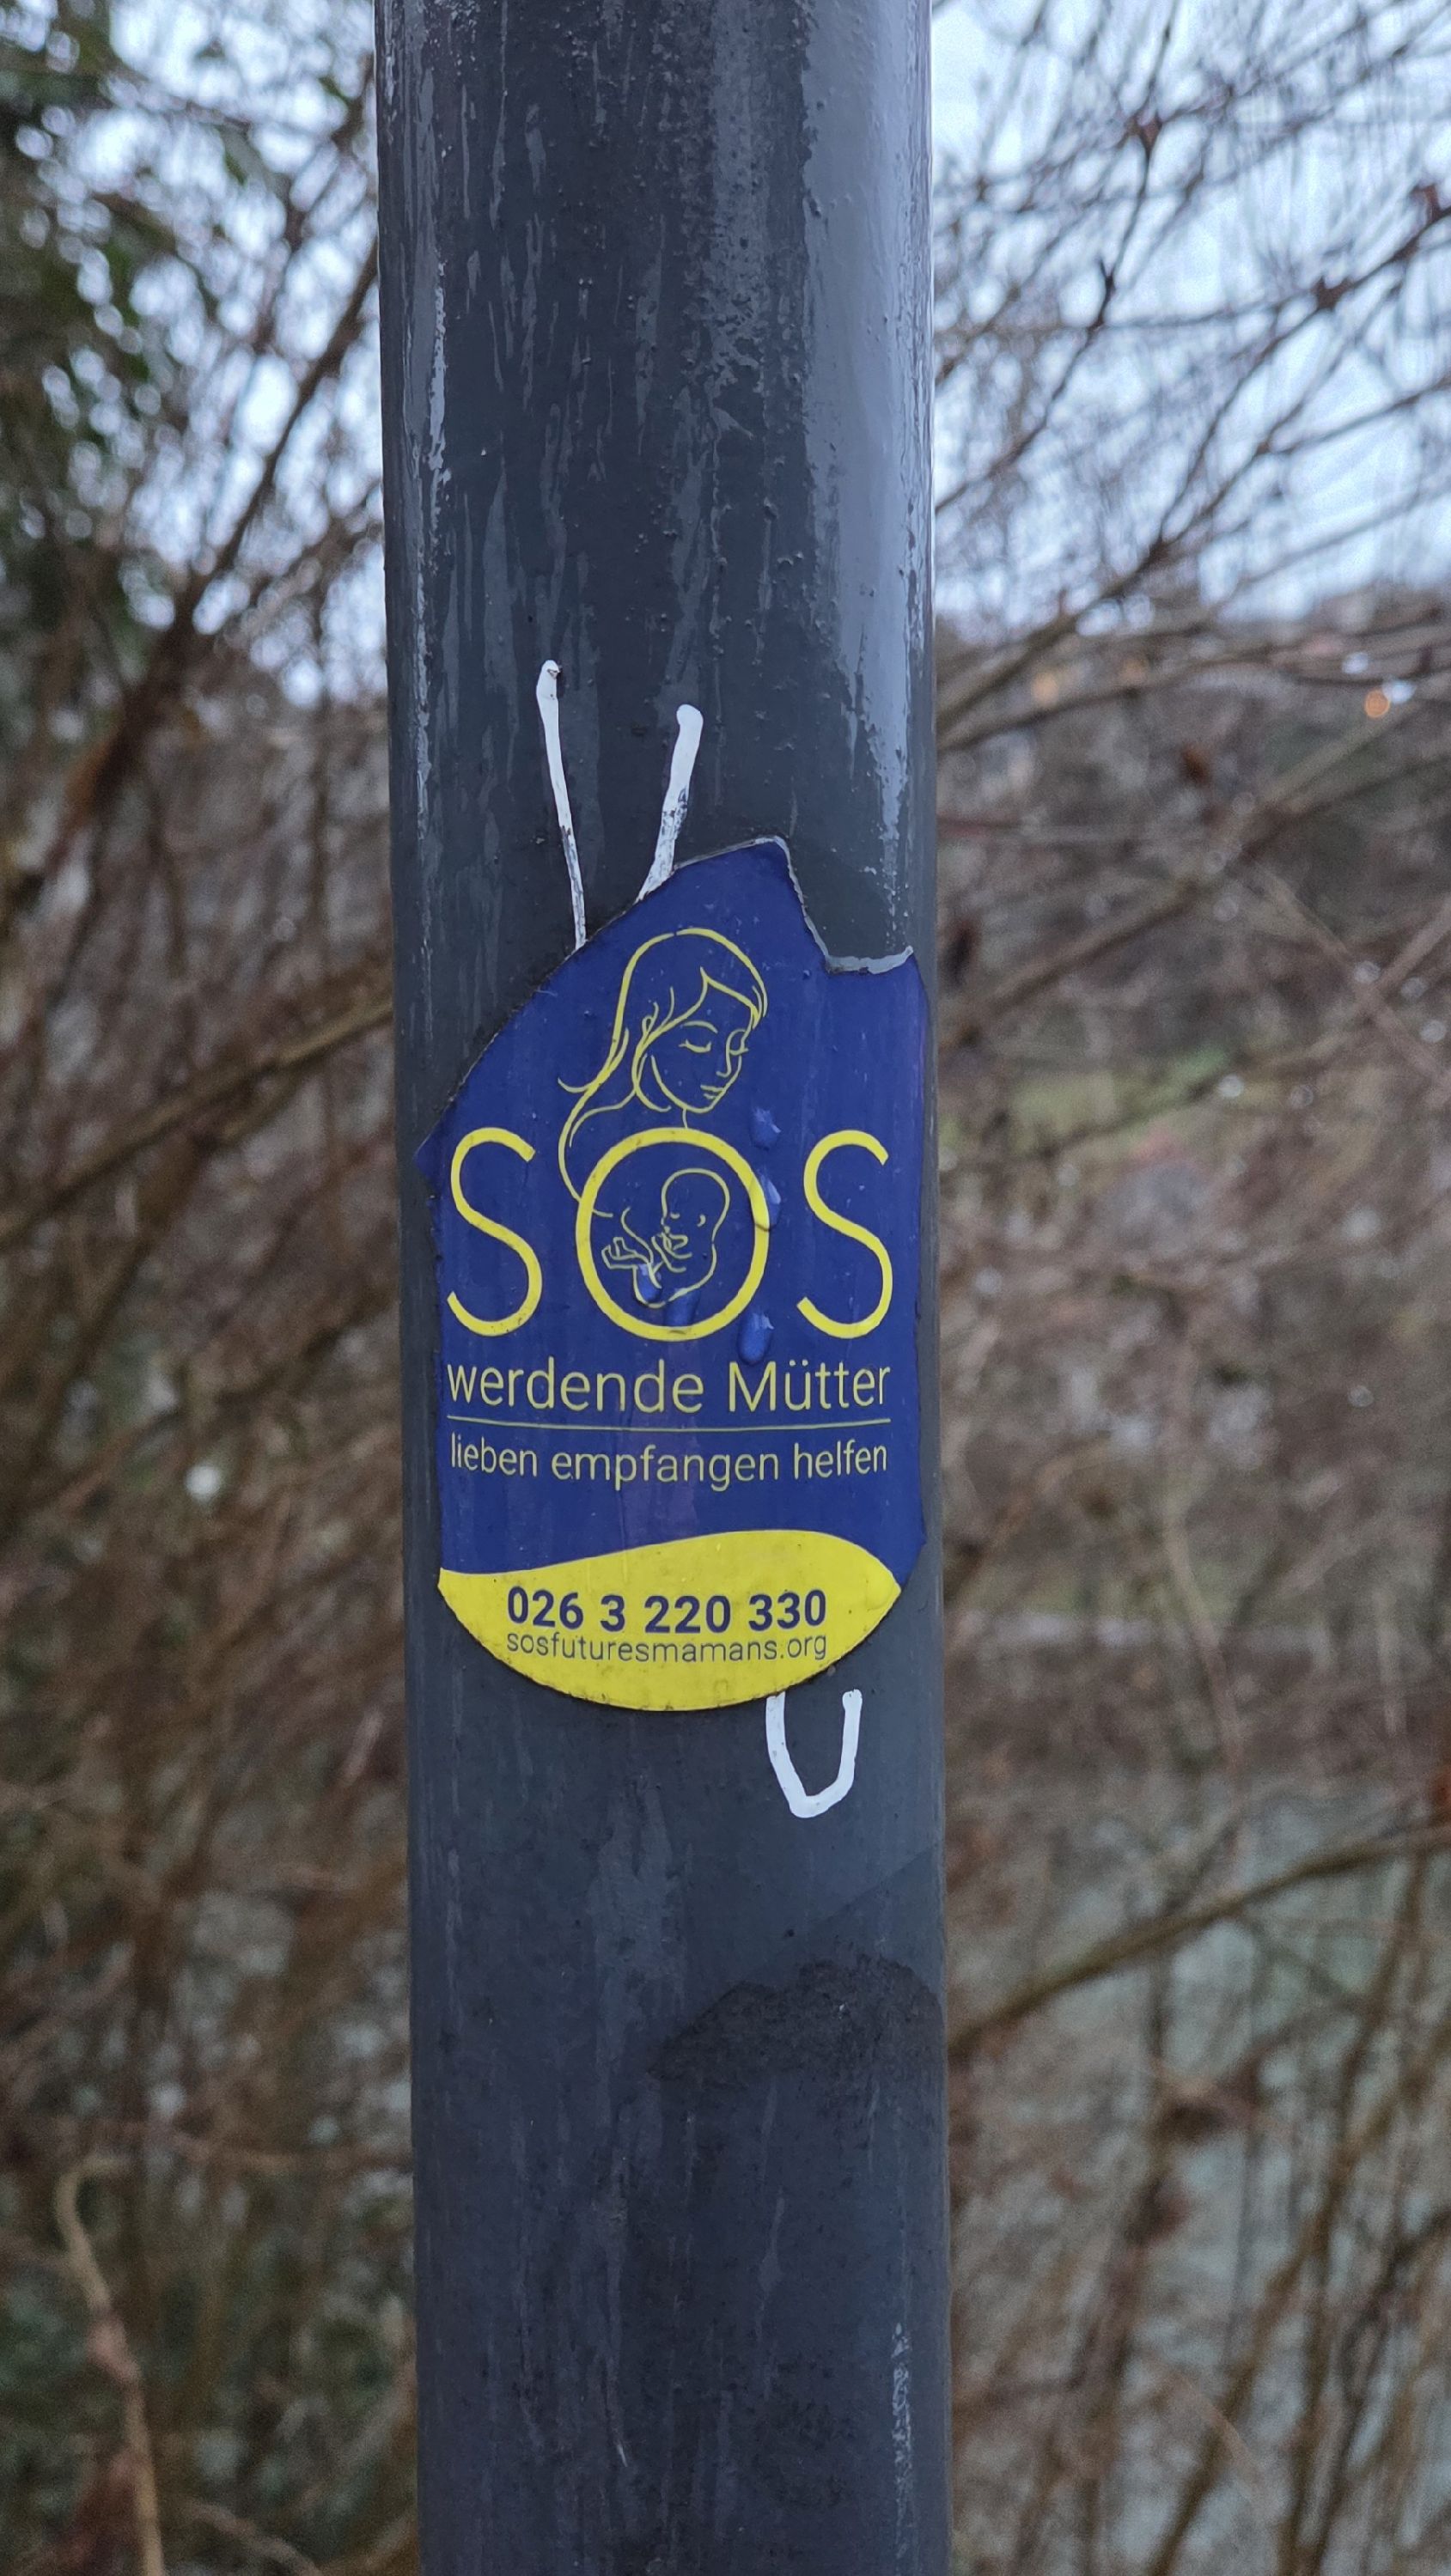 SOS
werdende Mütter
lieben empfangen helfen
026 3 220 330
sosfuturesmamans.org